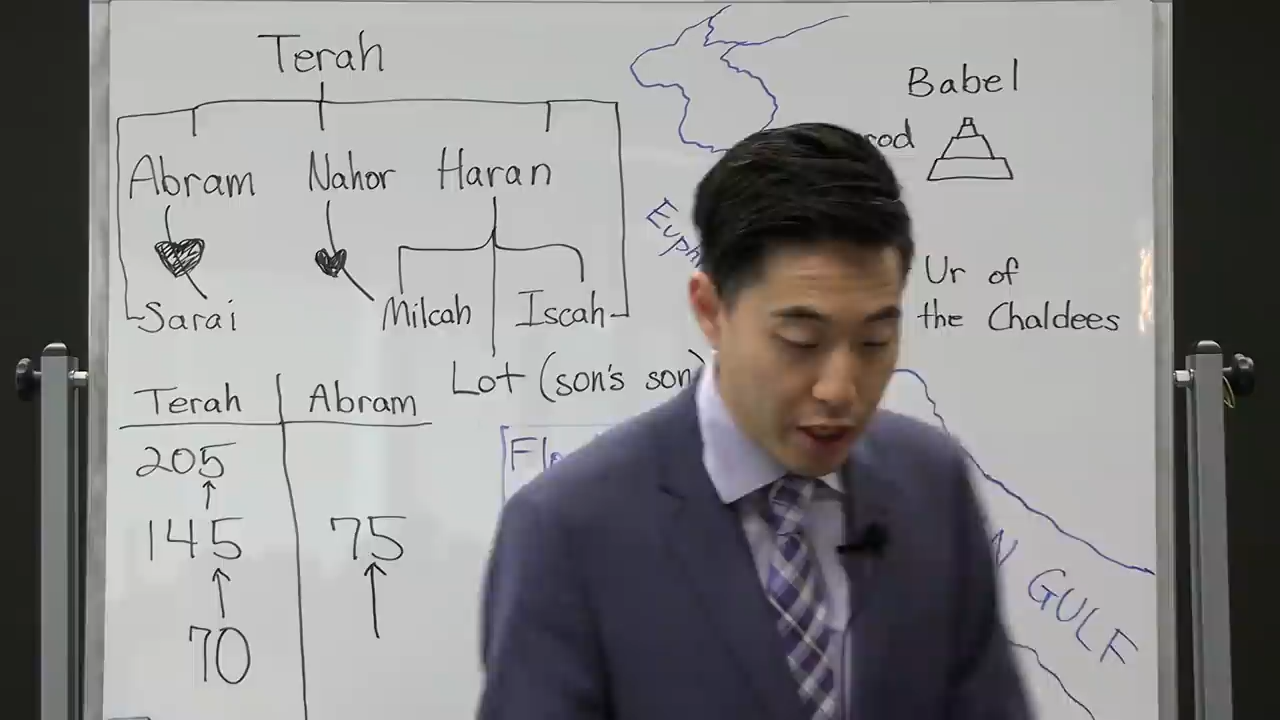 Terah
Abram Nahor Haran
Sarai Milcah Iscah
Lot (son's son)
Terah Abram
205
145 75
70
Babel
Ur of
the Chaldees
GULF